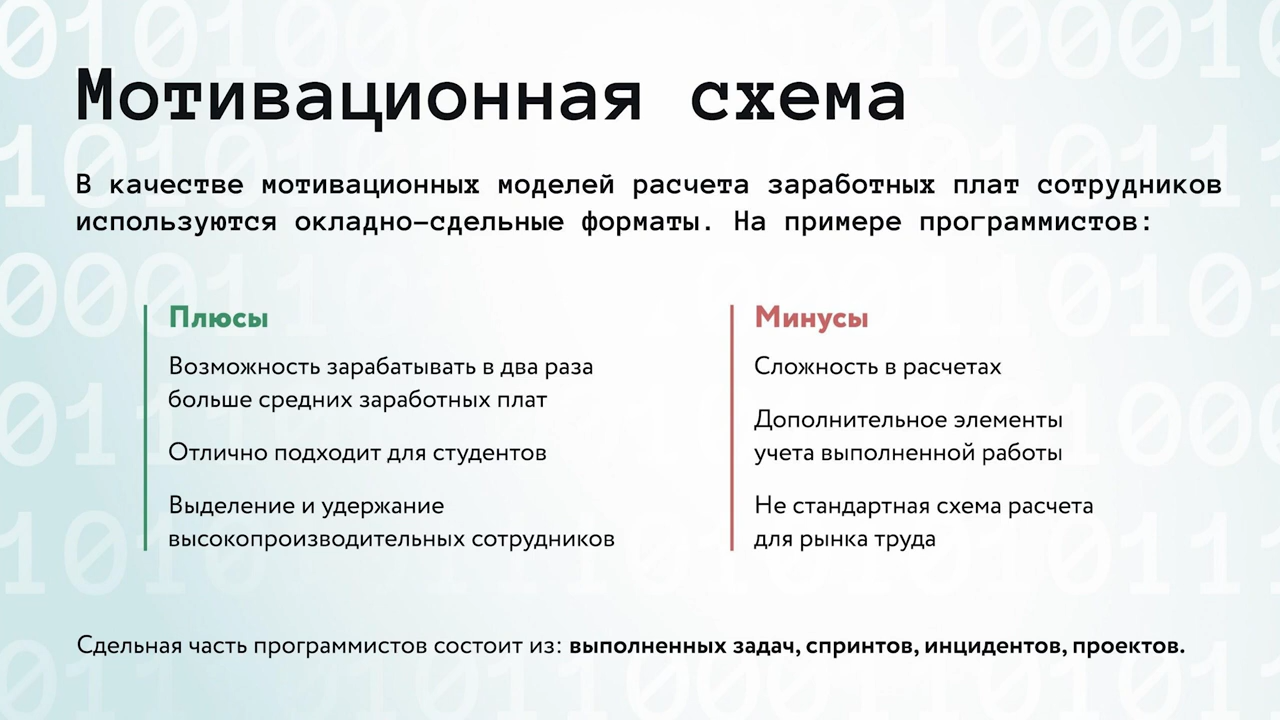 Мотивационная схема
В качестве мотивационных моделей расчета заработных плат сотрудников
используются окладно-сдельные форматы. На примере программистов:
Плюсы
Возможность зарабатывать в два раза
больше средних заработных плат
Отлично подходит для студентов
Выделение и удержание
высокопроизводительных сотрудников
Минусы
Сложность в расчетах
Дополнительное элементы
учета выполненной работы
Не стандартная схема расчета
для рынка труда
Сдельная часть программистов состоит из: выполненных задач, спринтов, инцидентов, проектов.